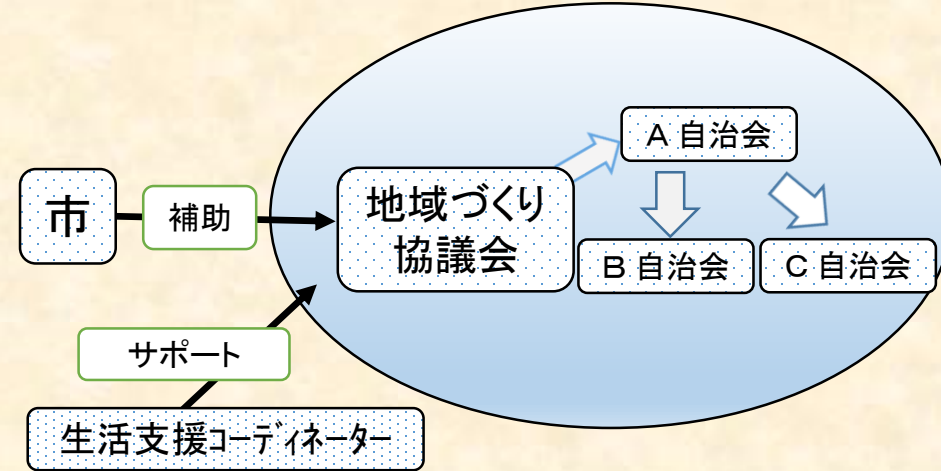 市
補助
地域づくり
協議会
A 自治会
B 自治会
C 自治会
サポート
生活支援コーディネーター